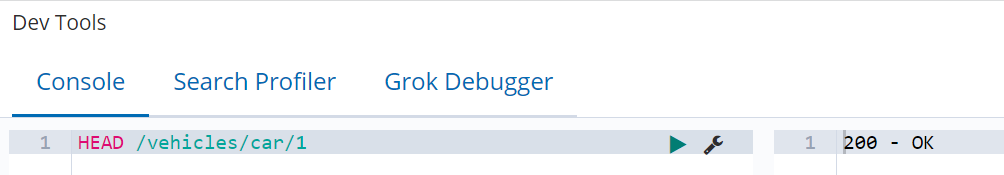 Dev Tools
Console Search Profiler Grok Debugger
1 HEAD /vehicles/car/1 1 200 - OK